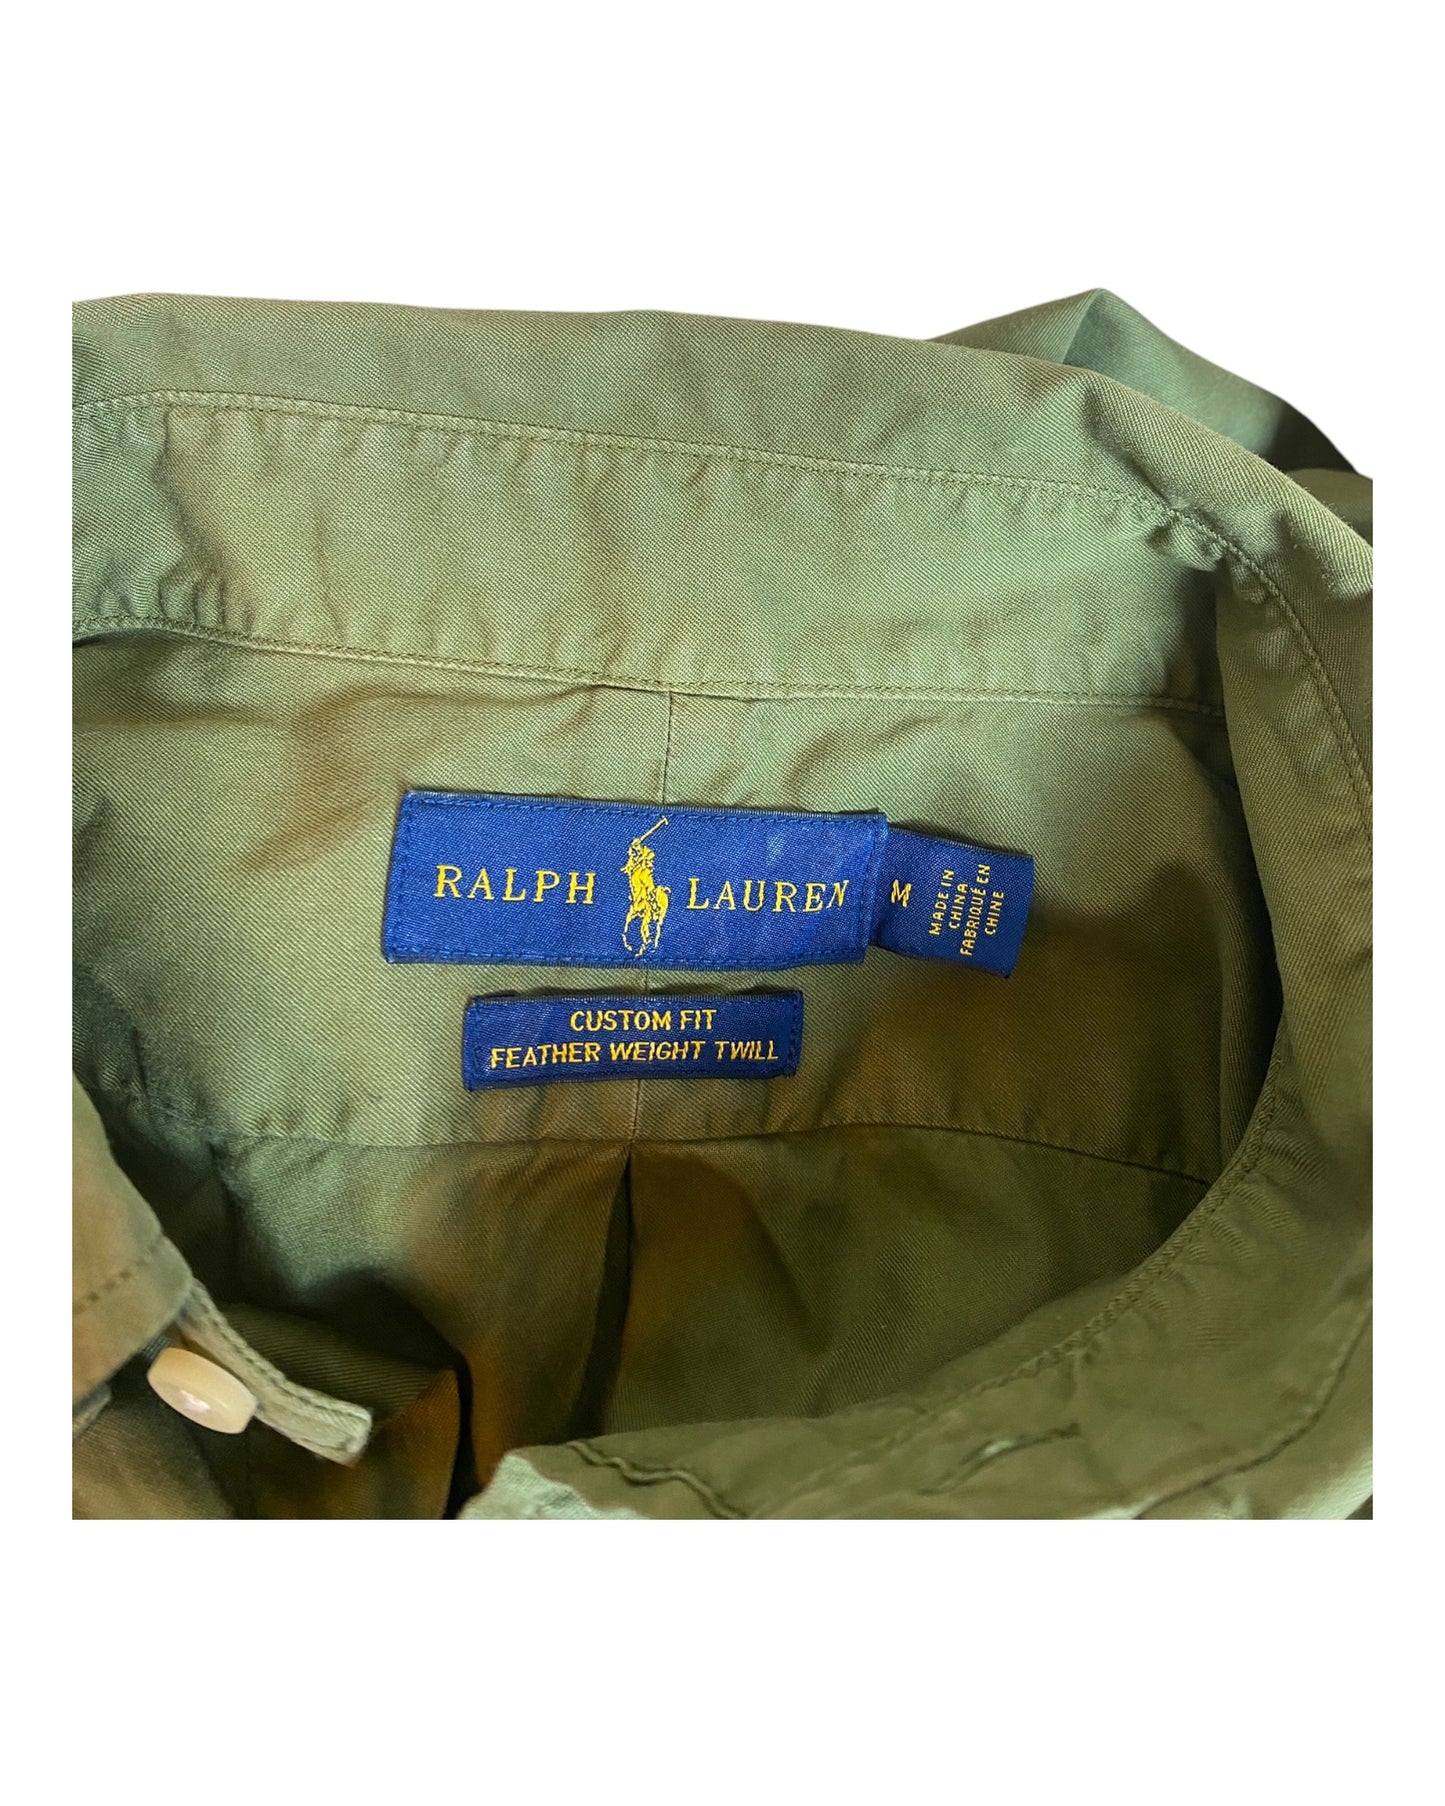 RALPH LAUREN
M
MADE IN
CHINA
FABRIQUÉ EN
CHINE
CUSTOM FIT
FEATHER WEIGHT TWILL